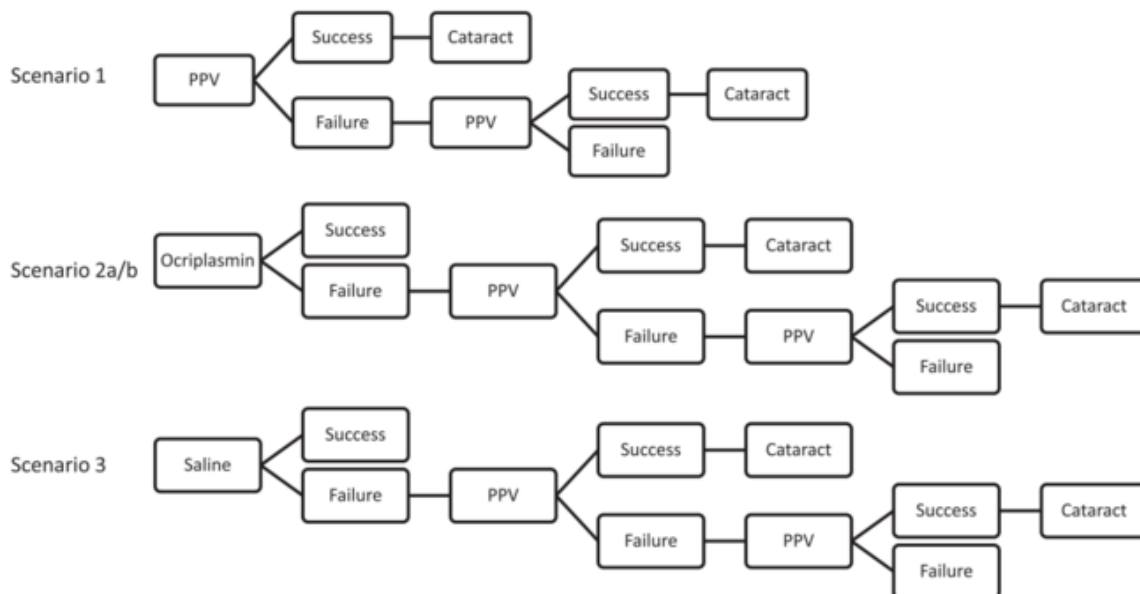 Success Cataract
Scenario 1 PPV Success Cataract
Failure PPV
Failure
Success Success Cataract
Scenario 2a/b Ocriplasmin
Failure PPV Success Cataract
Failure PPV
Failure
Success Success Cataract
Scenario 3 Saline
Failure PPV Success Cataract
Failure PPV
Failure